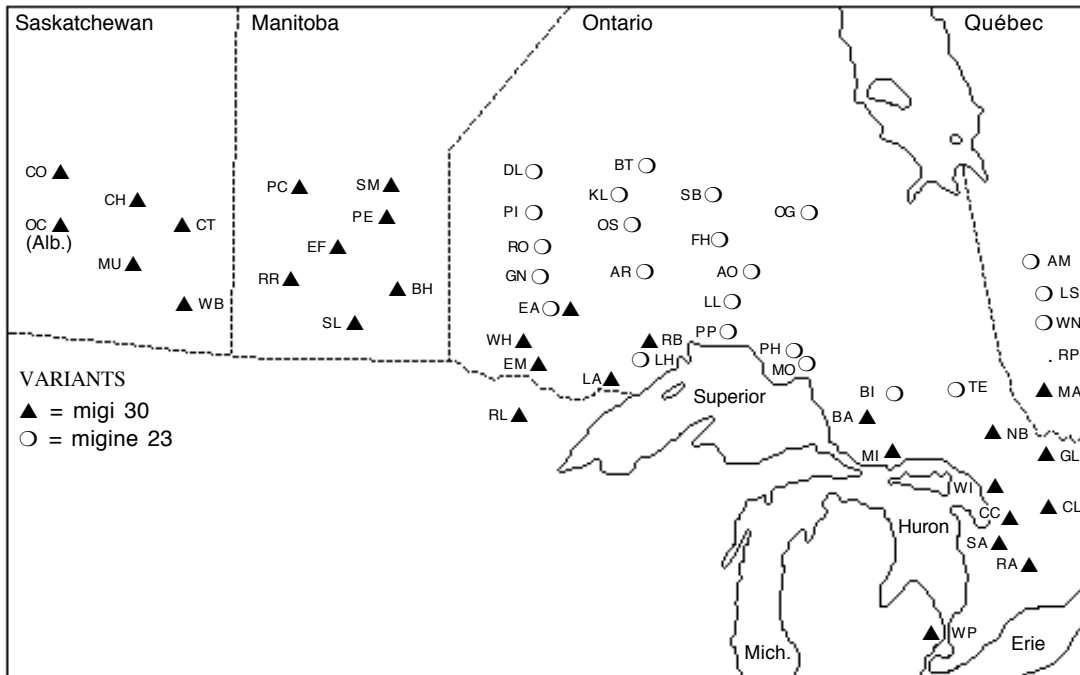 Saskatchewan Manitoba Ontario Québec
BT
CO DL
PC SM
CH KL SB
PE PI OG
OC CT OS
(Alb.)
EF RO FH
MU GN AR AO AM
RR BH LS
WB EA LL
SL WN
PP
WH RB PH RP
EM LH MO
VARIANTS LA
▲ = migi 30 Superior BI TE MA
RL BA
❍ = migine 23 NB
MI GL
WI
CC CL
Huron
SA
RA
WP
Mich. Erie